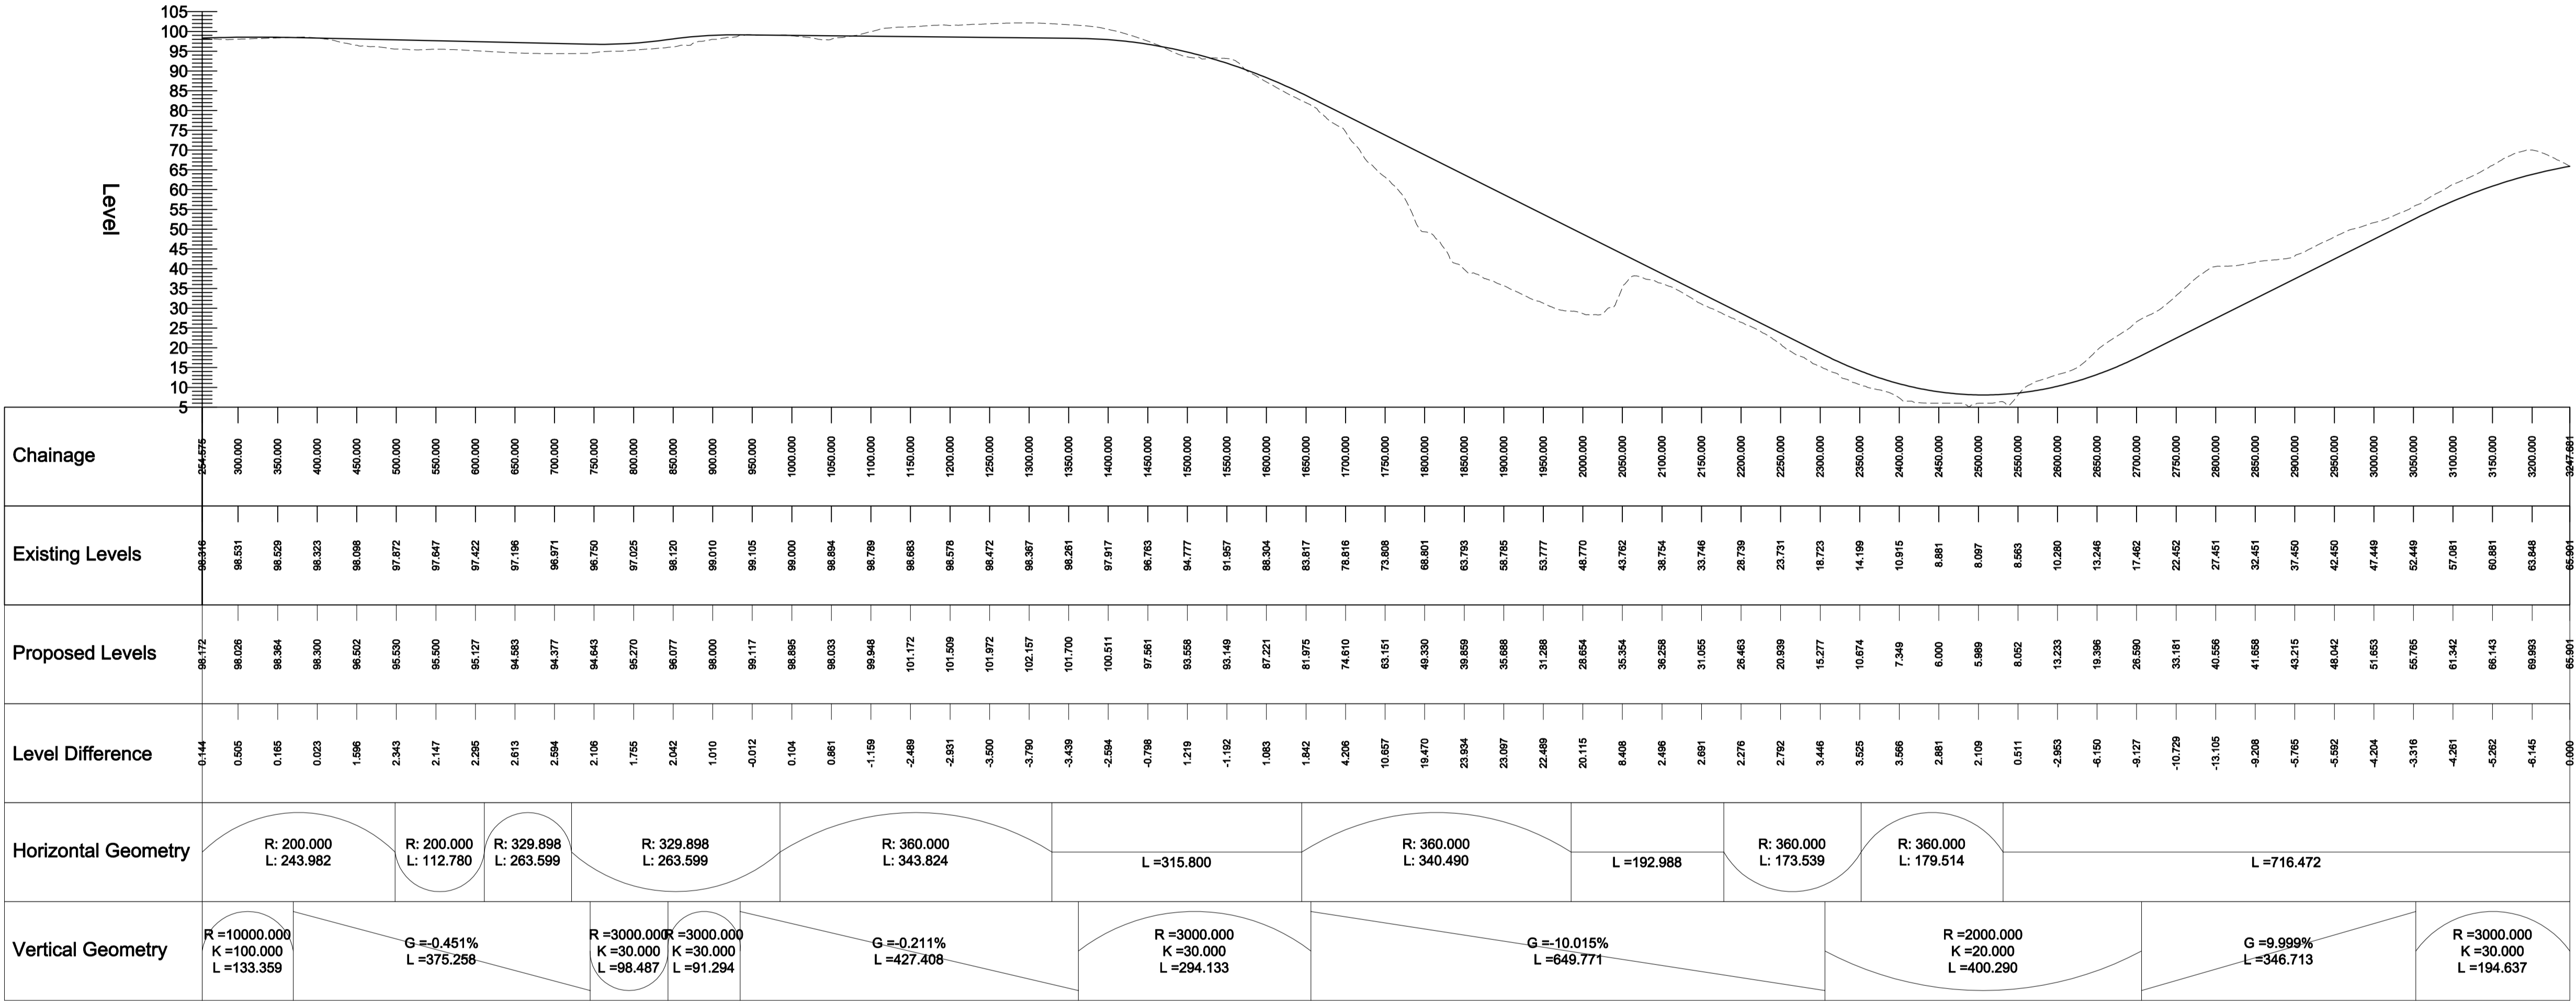 105
100
95
90
85
80
75
70
65
60
55
50
45
40
35
30
25
20
15
10
5
Level
Chainage
254.575 300.000 350.000 400.000 450.000 500.000 550.000 600.000 650.000 700.000 750.000 800.000 850.000 900.000 950.000 1000.000 1050.000 1100.000 1150.000 1200.000 1250.000 1300.000 1350.000 1400.000 1450.000 1500.000 1550.000 1600.000 1650.000 1700.000 1750.000 1800.000 1850.000 1900.000 1950.000 2000.000 2050.000 2100.000 2150.000 2200.000 2250.000 2300.000 2350.000 2400.000 2450.000 2500.000 2550.000 2600.000 2650.000 2700.000 2750.000 2800.000 2850.000 2900.000 2950.000 3000.000 3050.000 3100.000 3150.000 3200.000 3247.681
Existing Levels
98.316 98.531 98.529 98.323 98.098 97.872 97.647 97.422 97.196 96.971 96.750 97.025 98.120 99.010 99.105 99.000 98.894 98.789 98.683 98.578 98.472 98.367 98.261 97.917 96.763 94.777 91.957 88.304 83.817 78.816 73.808 68.801 63.793 58.785 53.777 48.770 43.762 38.754 33.746 28.739 23.731 18.723 14.199 10.915 8.881 8.097 8.563 10.280 13.246 17.462 22.452 27.451 32.451 37.450 42.450 47.449 52.449 57.081 60.881 63.848 65.901
Proposed Levels
98.172 98.026 98.364 98.300 96.502 95.530 95.500 95.127 94.583 94.377 94.643 95.270 96.077 98.000 99.117 98.895 98.033 99.948 101.172 101.509 101.972 102.157 101.700 100.511 97.561 93.558 93.149 87.221 81.975 74.610 63.151 49.330 39.859 35.688 31.288 28.654 35.354 36.258 31.055 26.463 20.939 15.277 10.674 7.349 6.000 5.989 8.052 13.233 19.396 26.590 33.181 40.556 41.658 43.215 48.042 51.653 55.765 61.342 66.143 69.993 65.901
Level Difference
0.144 0.505 0.165 0.023 1.596 2.343 2.147 2.295 2.613 2.594 2.106 1.755 2.042 1.010 -0.012 0.104 0.861 -1.159 -2.489 -2.931 -3.500 -3.790 -3.439 -2.594 -0.798 1.219 -1.192 1.083 1.842 4.206 10.657 19.470 23.934 23.097 22.489 20.115 8.408 2.496 2.691 2.276 2.792 3.446 3.525 3.566 2.881 2.109 0.511 -2.953 -6.150 -9.127 -10.729 -13.105 -9.208 -5.765 -5.592 -4.204 -3.316 -4.261 -5.262 -6.145 0.000
Horizontal Geometry
R: 200.000
L: 243.982
R: 200.000
L: 112.780
R: 329.898
L: 263.599
R: 329.898
L: 263.599
R: 360.000
L: 343.824
L =315.800
R: 360.000
L: 340.490
L =192.988
R: 360.000
L: 173.539
R: 360.000
L: 179.514
L =716.472
Vertical Geometry
R =10000.000
K =100.000
L =133.359
G =-0.451%
L =375.258
R =3000.000
K =30.000
L =98.487
R =3000.000
K =30.000
L =91.294
G =-0.211%
L =427.408
R =3000.000
K =30.000
L =294.133
G =-10.015%
L =649.771
R =2000.000
K =20.000
L =400.290
G =9.999%
L =346.713
R =3000.000
K =30.000
L =194.637